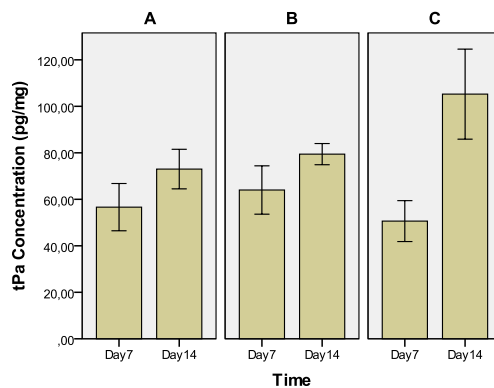 A B C
tPa Concentration (pg/mg)
120,00
100,00
80,00
60,00
40,00
20,00
,00
Day7 Day14 Day7 Day14 Day7 Day14
Time